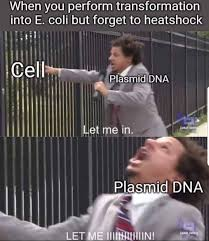 When you perform transformation
into E. coli but forget to heatshock
Cell
Plasmid DNA
Let me in.
Plasmid DNA
LET ME IIIIIIIIIIIIN!